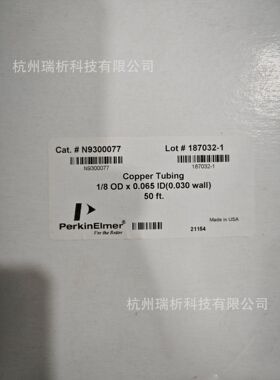 杭州瑞析科技有限公司
Cat. # N9300077
Lot # 187032-1
N9300077
187032-1
Copper Tubing
1/8 OD x 0.065 ID(0.030 wall)
50 ft.
PerkinElmer
For the Better
Made in USA
21154
杭州瑞析科技有限公司